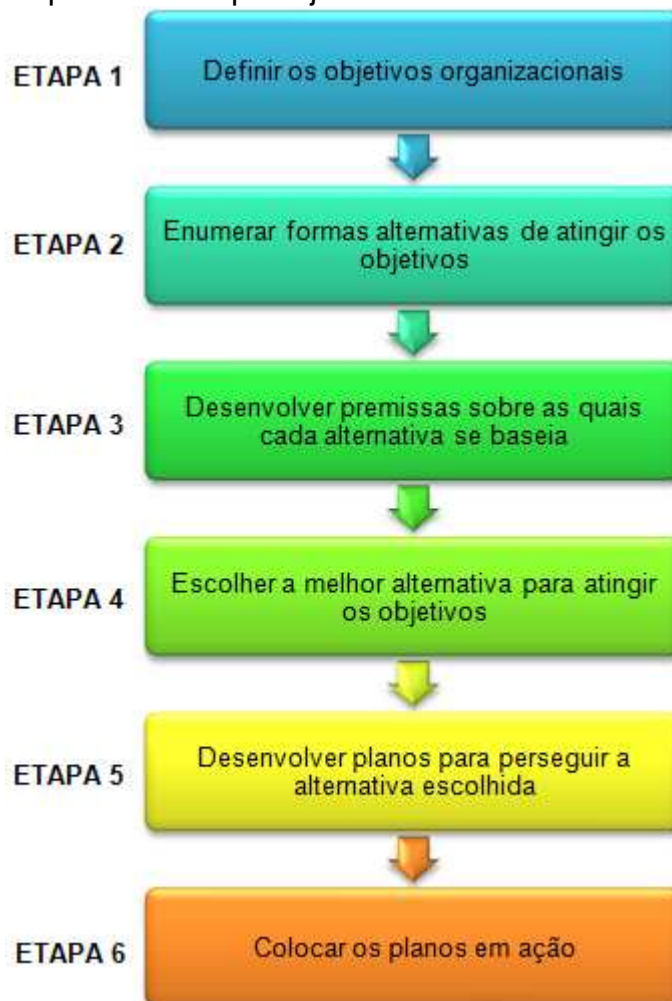 ETAPA 1
Definir os objetivos organizacionais
ETAPA 2
Enumerar formas alternativas de atingir os
objetivos
ETAPA 3
Desenvolver premissas sobre as quais
cada alternativa se baseia
ETAPA 4
Escolher a melhor alternativa para atingir
os objetivos
ETAPA 5
Desenvolver planos para perseguir a
alternativa escolhida
ETAPA 6
Colocar os planos em ação